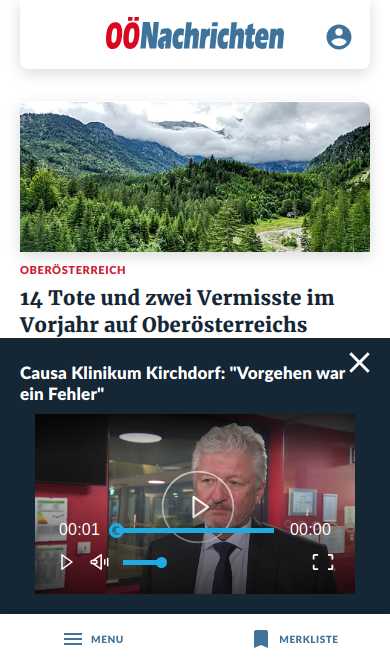 OÖNachrichten
OBERÖSTERREICH
14 Tote und zwei Vermisste im
Vorjahr auf Oberösterreichs
Causa Klinikum Kirchdorf: "Vorgehen war
ein Fehler"
00:01
00:00
MENU
MERKLISTE